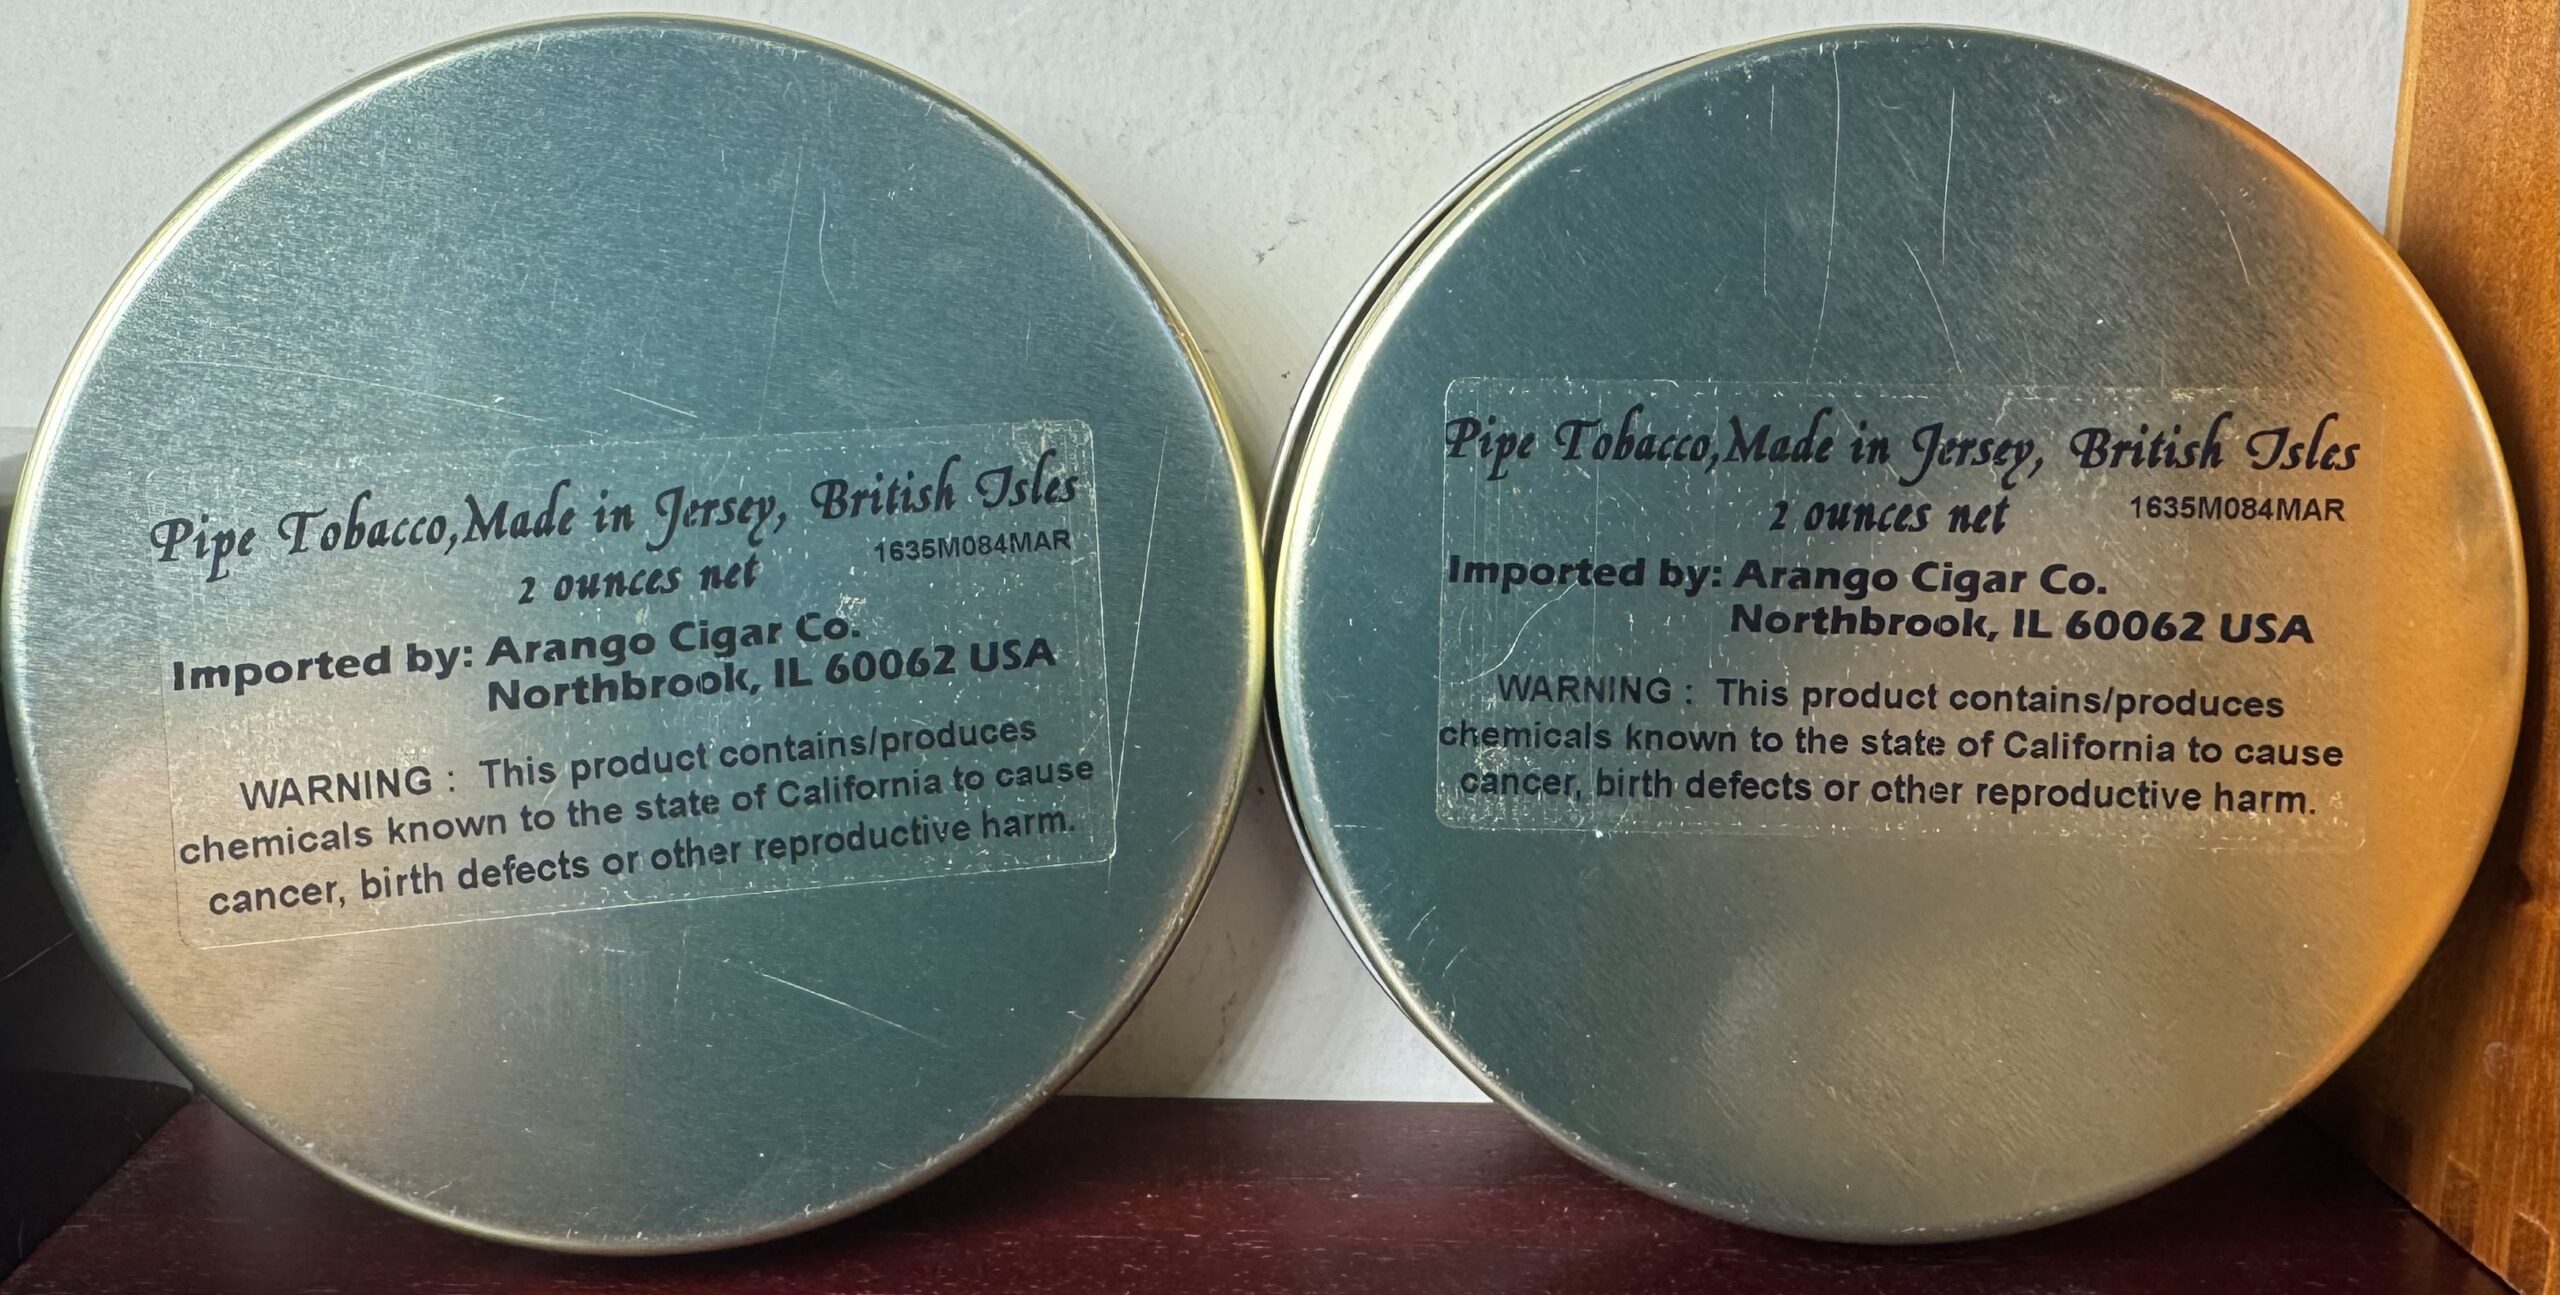 Pipe Tobacco,Made in Jersey, British Isles
2 ounces net 1635M084MAR
Imported by: Arango Cigar Co.
Northbrook, IL 60062 USA
WARNING : This product contains/produces
chemicals known to the state of California to cause
cancer, birth defects or other reproductive harm.
Pipe Tobacco,Made in Jersey, British Isles
2 ounces net 1635M084MAR
Imported by: Arango Cigar Co.
Northbrook, IL 60062 USA
WARNING : This product contains/produces
chemicals known to the state of California to cause
cancer, birth defects or other reproductive harm.